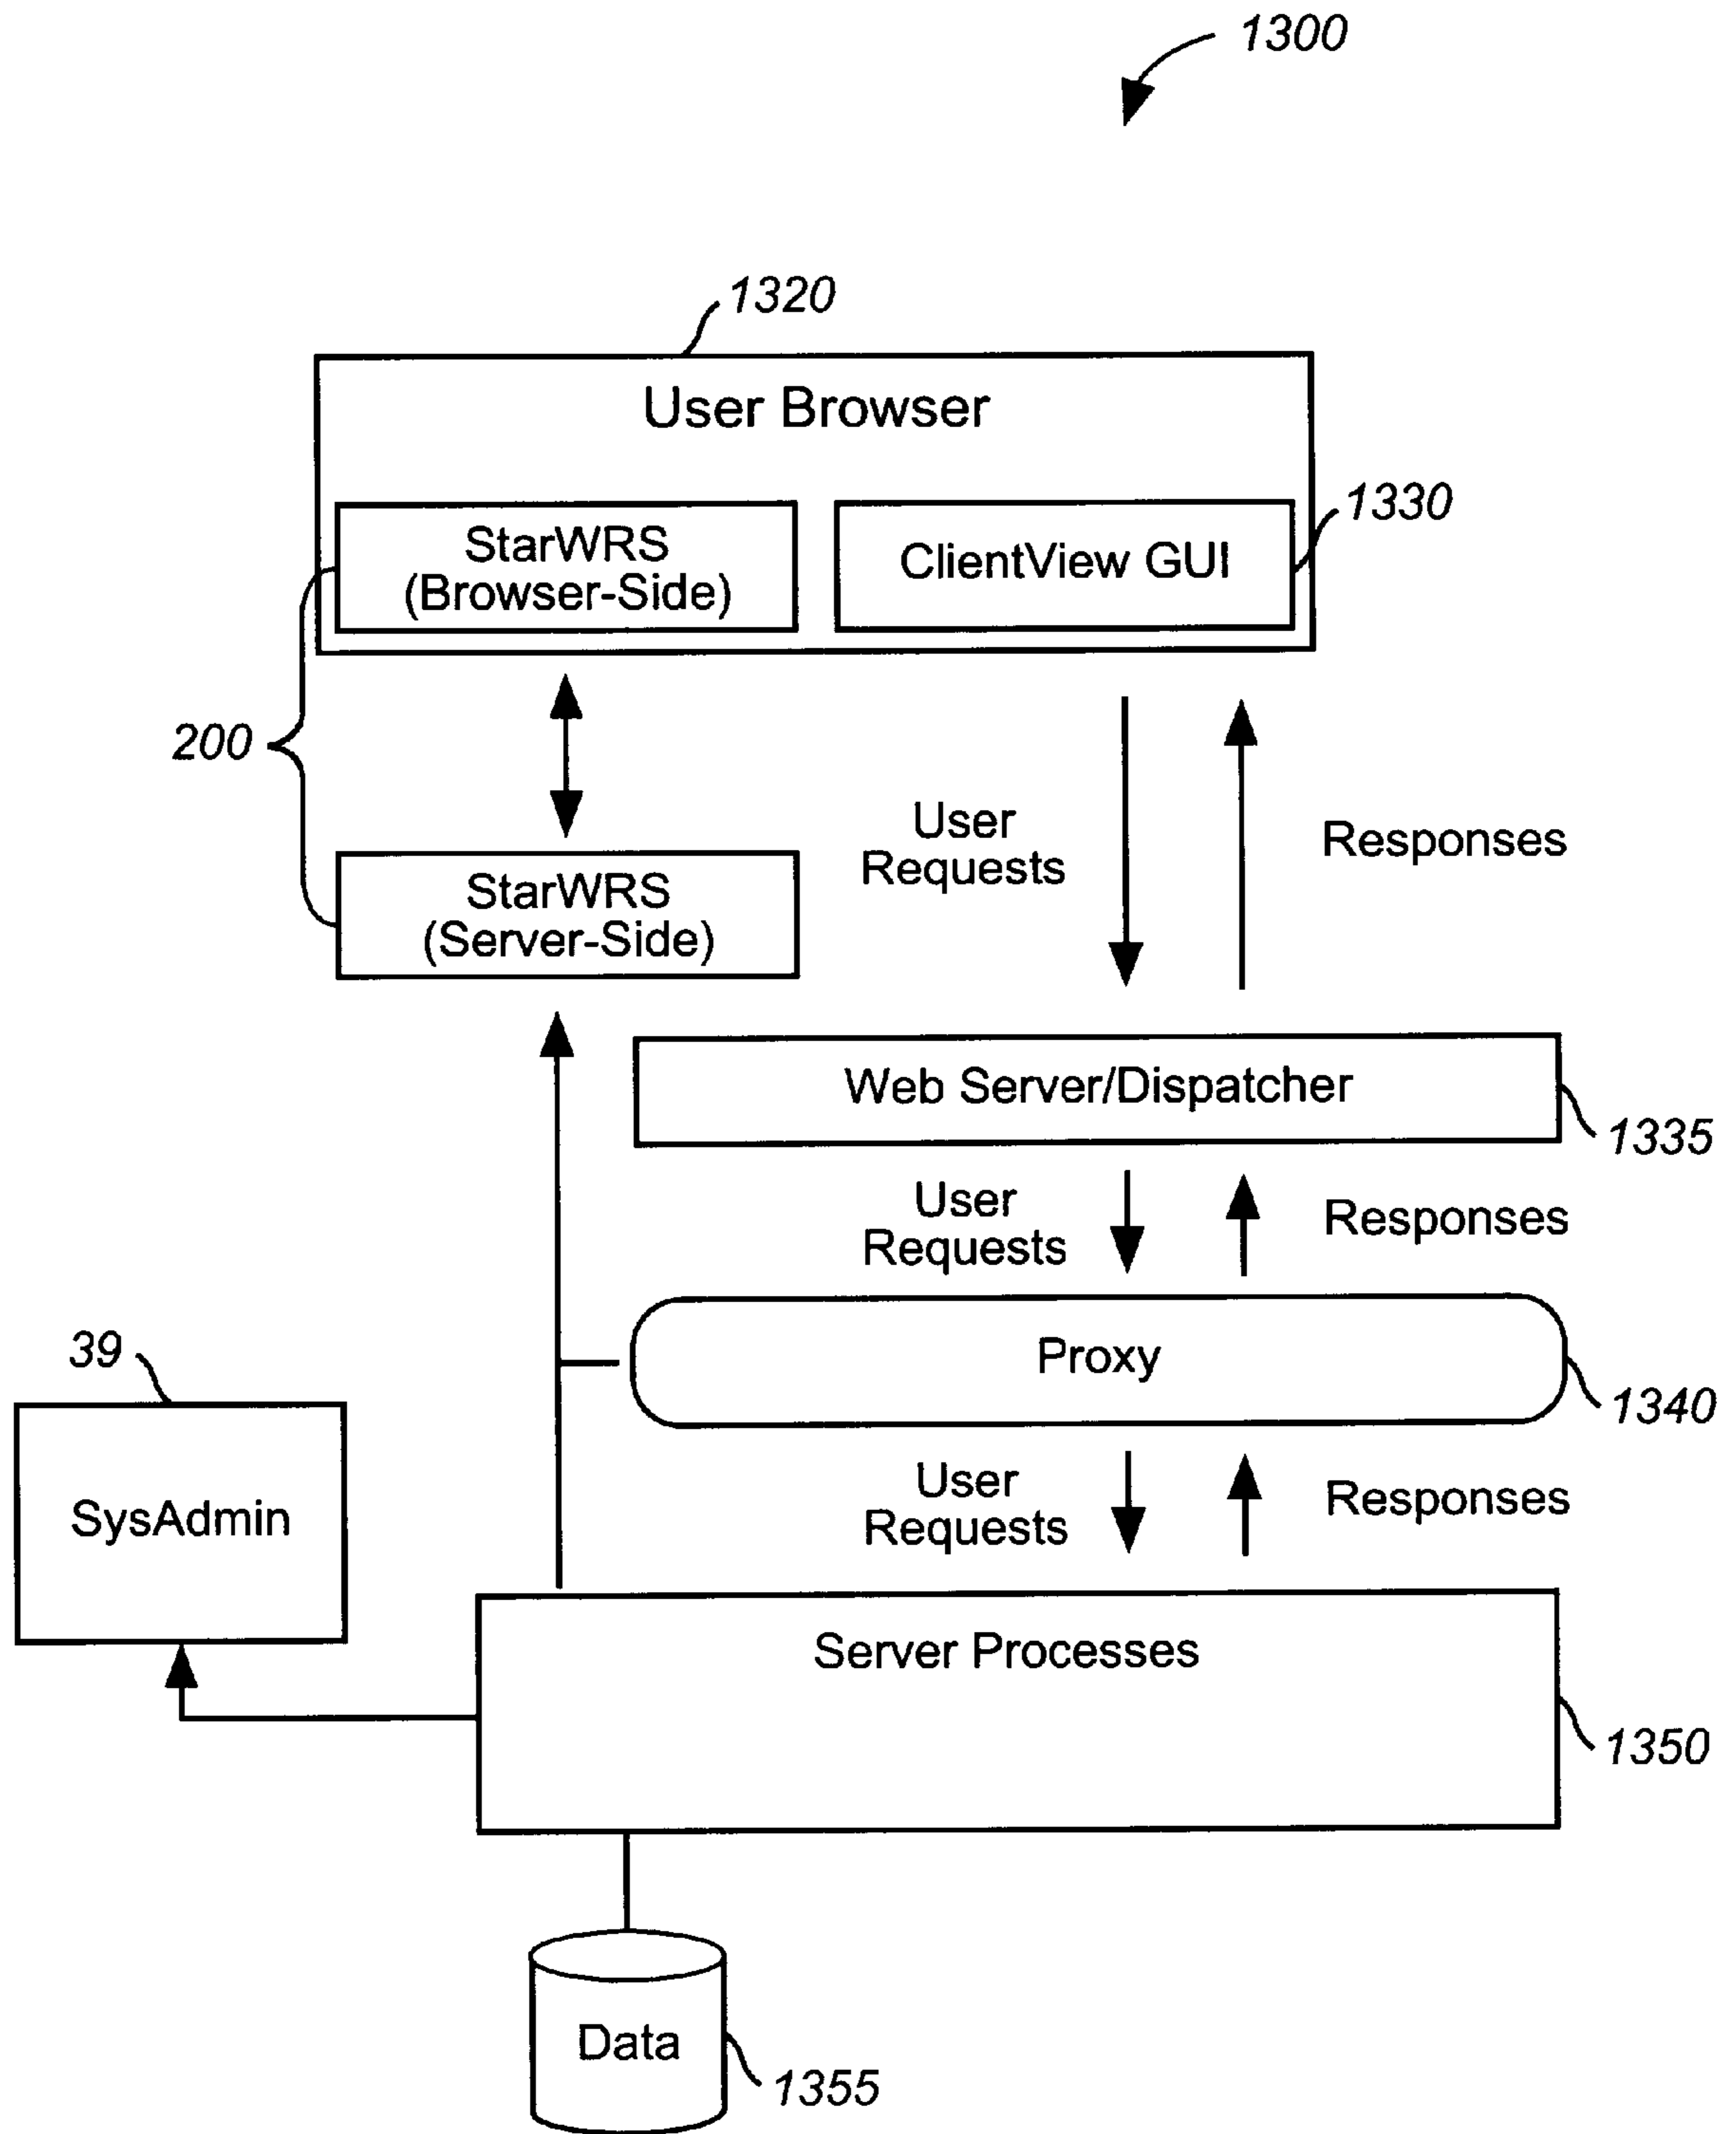 1300
1320
User Browser
1330
StarWRS
(Browser-Side)
ClientView GUI
200
User
Requests
Responses
StarWRS
(Server-Side)
Web Server/Dispatcher
1335
User
Requests
Responses
39
Proxy
1340
SysAdmin
User
Requests
Responses
Server Processes
1350
Data
1355